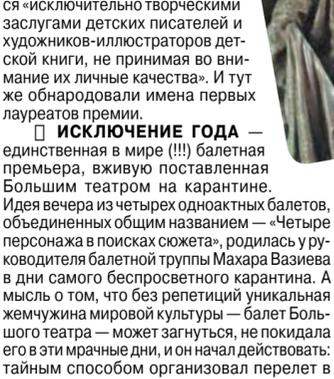 ся «исключительно творческими
заслугами детских писателей и
художников-иллюстраторов дет-
ской книги, не принимая во вни-
мание их личные качества». И тут
же обнародовали имена первых
лауреатов премии.
ИСКЛЮЧЕНИЕ ГОДА —
единственная в мире (!!!) балетная
премьера, вживую поставленная
Большим театром на карантине.
Идея вечера из четырех одноактных балетов,
объединенных общим названием — «Четыре
персонажа в поисках сюжета», родилась у ру-
ководителя балетной труппы Махара Вазиева
в дни самого беспросветного карантина. А
мысль о том, что без репетиций уникальная
жемчужина мировой культуры — балет Боль-
шого театра — может загнуться, не покидала
его в эти мрачные дни, и он начал действовать:
тайным способом организовал перелет в